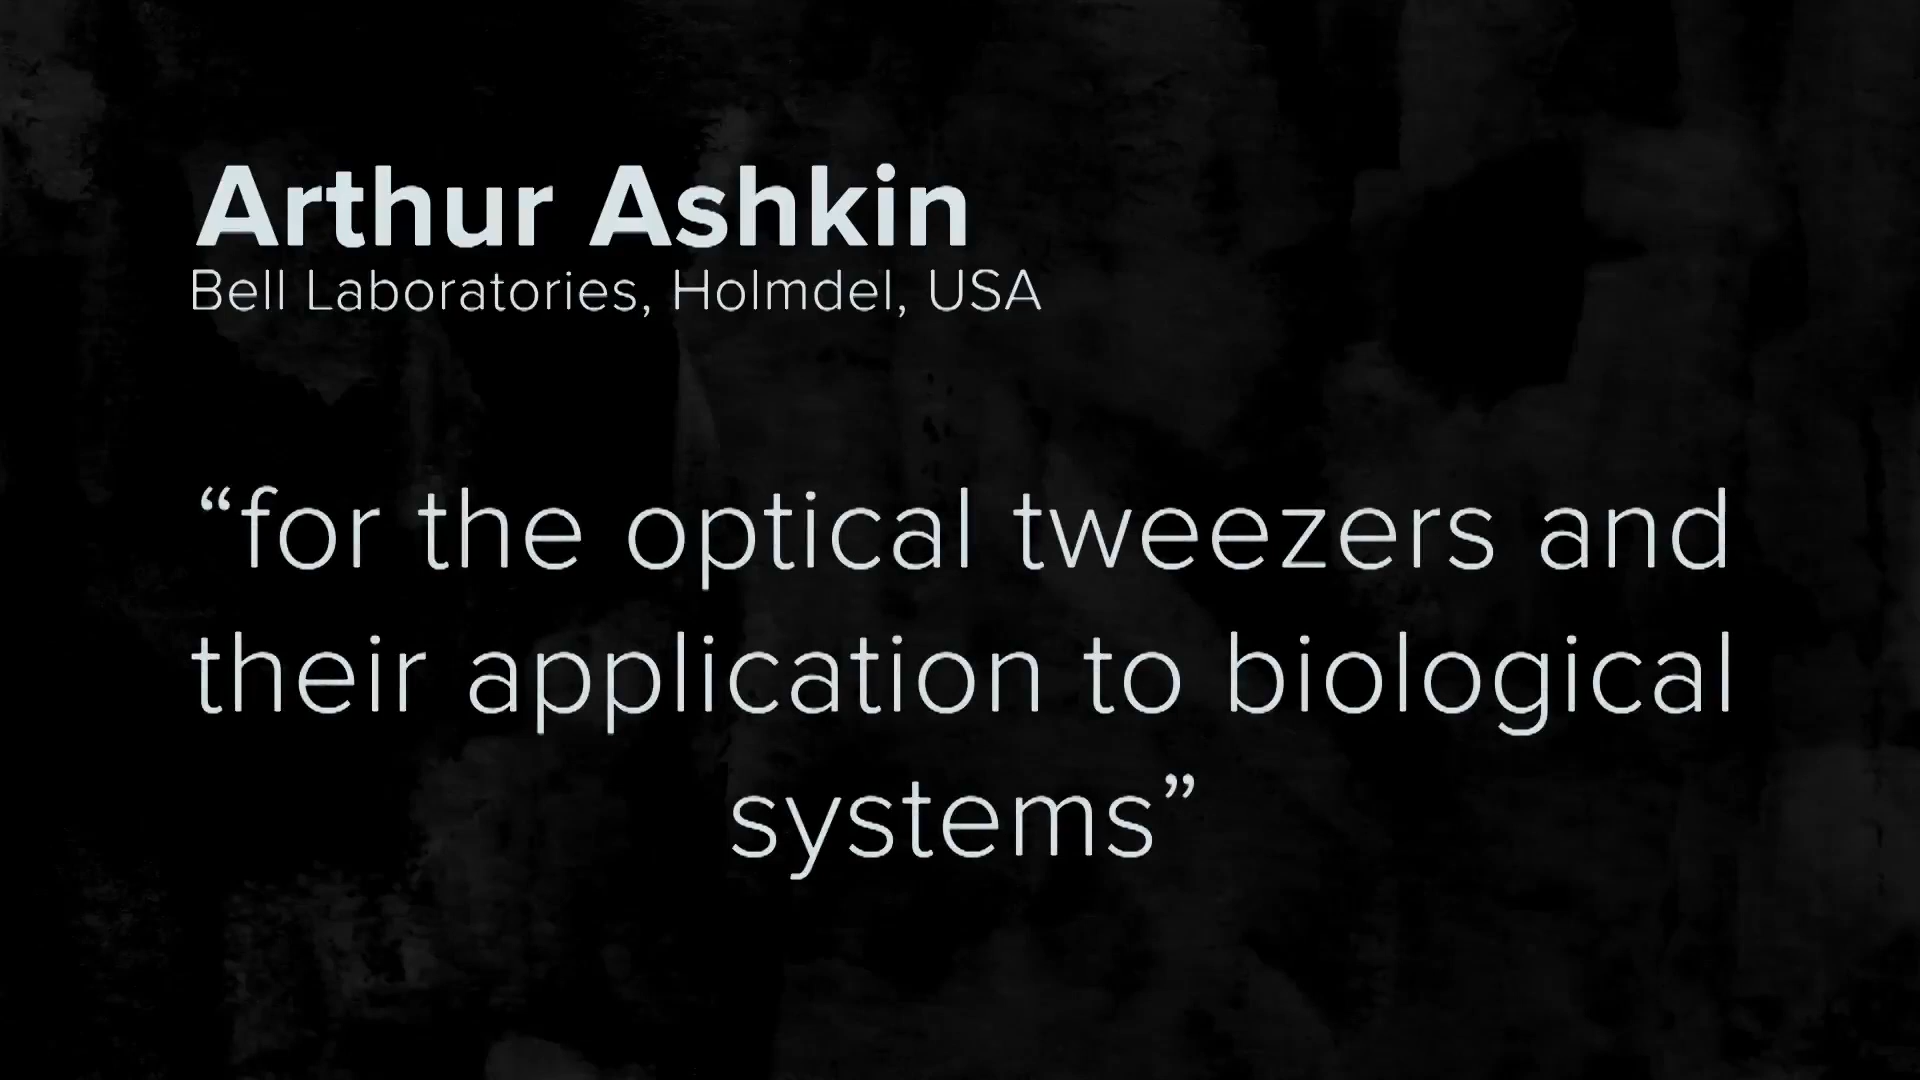 Arthur Ashkin
Bell Laboratories, Holmdel, USA
“for the optical tweezers and
their application to biological
systems”